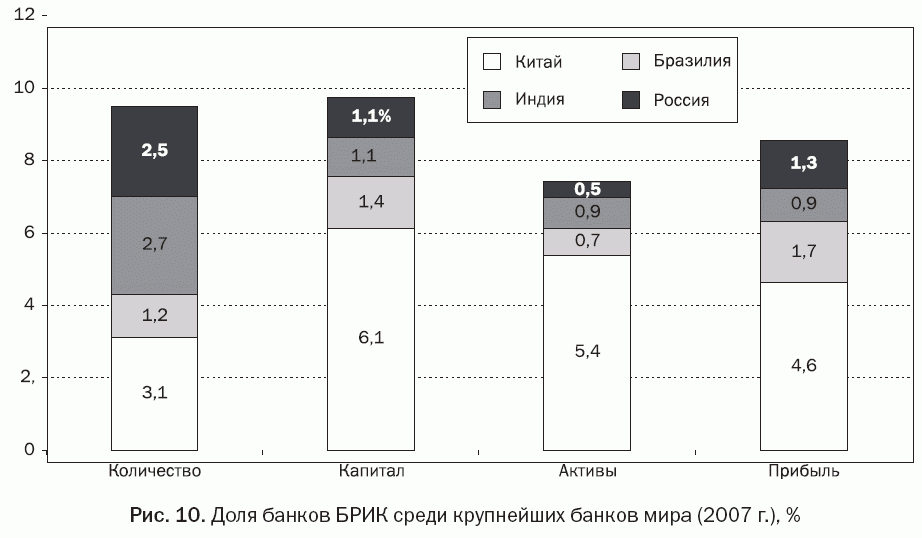 12
10
8
6
4
2,
0
Китай
Бразилия
Индия
Россия
2,5
2,7
1,2
3,1
1,1%
1,1
1,4
6,1
0,5
0,9
0,7
5,4
1,3
0,9
1,7
4,6
Количество
Капитал
Активы
Прибыль
Рис. 10. Доля банков БРИК среди крупнейших банков мира (2007 г.), %